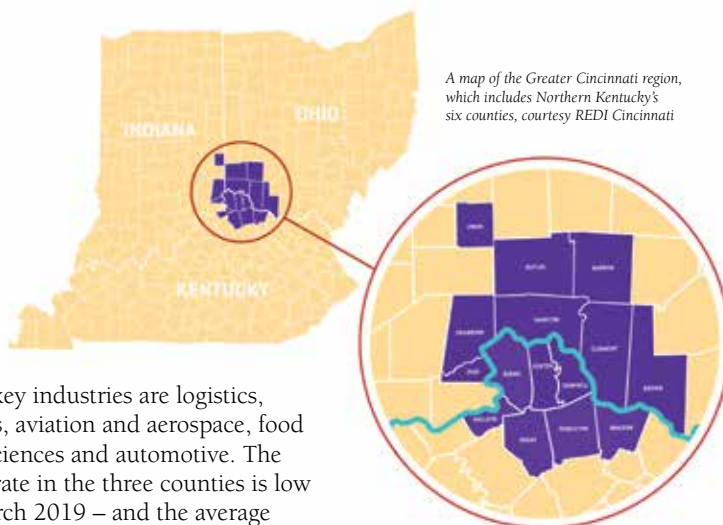 A map of the Greater Cincinnati region,
which includes Northern Kentucky's
six counties, courtesy REDI Cincinnati
INDIANA
OHIO
KENTUCKY
UNION
BUTLER
WARREN
HAMILTON
DEARBORN
CLERMONT
OHIO
BOONE
KENTON
CAMPBELL
BROWN
GALLATIN
GRANT
PENDLETON
BRACKEN
key industries are logistics,
s, aviation and aerospace, food
ciences and automotive. The
rate in the three counties is low
rch 2019 – and the average